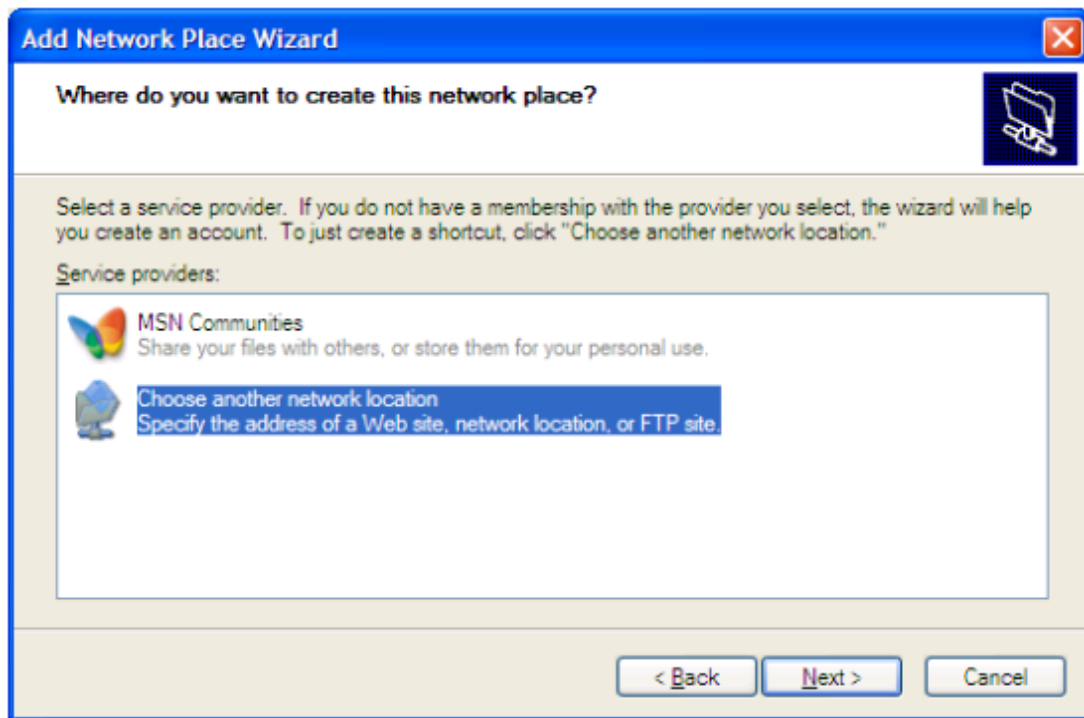 Add Network Place Wizard
Where do you want to create this network place?
Select a service provider. If you do not have a membership with the provider you select, the wizard will help
you create an account. To just create a shortcut, click "Choose another network location."
Service providers:
MSN Communities
Share your files with others, or store them for your personal use.
Choose another network location
Specify the address of a Web site, network location, or FTP site.
< Back Next > Cancel